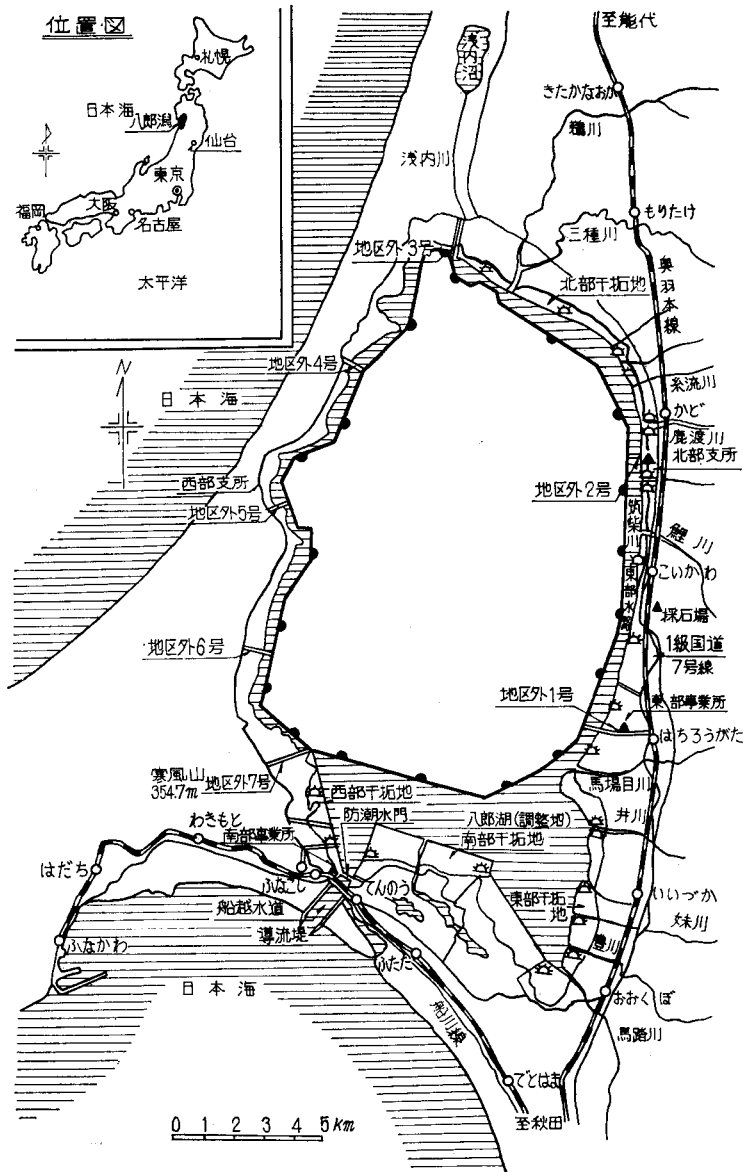 位置図
札幌
日本海
八郎潟
仙台
東京
福岡
大阪
名古屋
太平洋
至能代
浅内沼
きたかなおか
鵜川
浅内川
もりたけ
三種川
地区外3号
北部干拓地
奥羽本線
N
地区外4号
日本海
糸流川
かど
鹿渡川
北部支所
西部支所
地区外2号
地区外5号
筑紫川
鯉川
東部水路
こいかわ
採石場
地区外6号
1級国道
7号線
地区外1号
東部事業所
はちろうがた
寒風山
354.7m
地区外7号
馬場目川
西部干拓地
井川
防潮水門
八郎湖(調整地)
南部干拓地
わきもと
南部事業所
はだち
ふなこし
てんのう
東部干拓地
いいづか
船越水道
妹川
導流堤
豊川
ふなかわ
ふただ
日本海
おおくぼ
船川線
馬踏川
でとはま
0 1 2 3 4 5km
至秋田